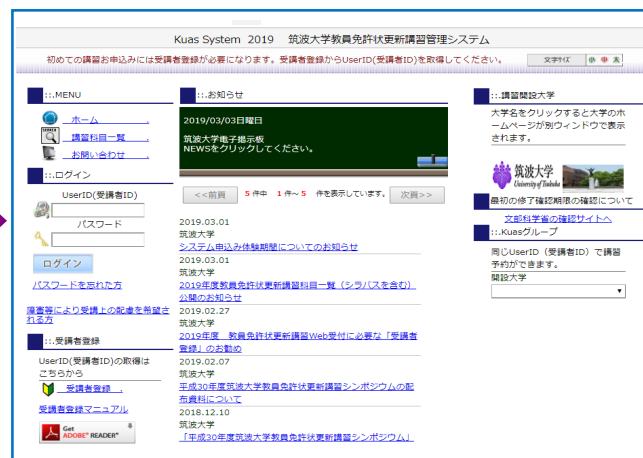 Kuas System 2019 筑波大学教員免許状更新講習管理システム
初めての講習お申込みには受講者登録が必要になります。受講者登録からUserID(受講者ID)を取得してください。
文字サイズ 小 中 大
::.MENU
ホーム .
講習科目一覧 .
お問い合わせ .
::.ログイン
UserID(受講者ID)
パスワード
ログイン
パスワードを忘れた方
障害等により受講上の配慮を希望さ
れる方
::.受講者登録
UserID(受講者ID)の取得は
こちらから
受講者登録 .
受講者登録マニュアル
Get
ADOBE® READER®
::.お知らせ
2019/03/03日曜日
筑波大学電子掲示板
NEWSをクリックしてください。
<<前頁 5 件中 1 件～ 5 件を表示しています。 次頁>>
2019.03.01
筑波大学
システム申込み体験期間についてのお知らせ
2019.03.01
筑波大学
2019年度教員免許状更新講習科目一覧（シラバスを含む）
公開のお知らせ
2019.02.27
筑波大学
2019年度 教員免許状更新講習Web受付に必要な「受講者
登録」のお勧め
2019.02.07
筑波大学
平成30年度筑波大学教員免許状更新講習シンポジウムの配
布資料について
2018.12.10
筑波大学
「平成30年度筑波大学教員免許状更新講習シンポジウム」
::.講習開設大学
大学名をクリックすると大学のホ
ームページが別ウィンドウで表示
されます。
筑波大学
University of Tsukuba
最初の修了確認期限の確認について
文部科学省の確認サイトへ
::.Kuasグループ
同じUserID（受講者ID）で講習
予約ができます。
開設大学